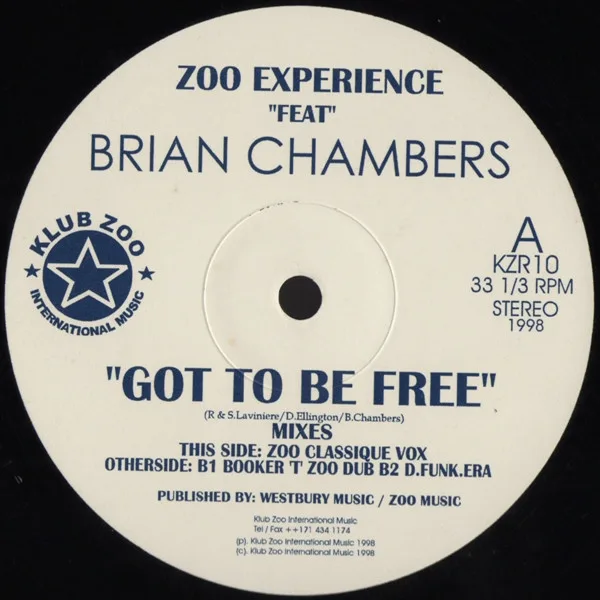 ZOO EXPERIENCE
"FEAT"
BRIAN CHAMBERS
KLUB ZOO
INTERNATIONAL MUSIC
A
KZR10
33 1/3 RPM
STEREO
1998
"GOT TO BE FREE"
(R & S.Laviniere/D.Ellington/B.Chambers)
MIXES
THIS SIDE: ZOO CLASSIQUE VOX
OTHERSIDE: B1 BOOKER 'T' ZOO DUB B2 D.FUNK.ERA
PUBLISHED BY: WESTBURY MUSIC / ZOO MUSIC
Klub Zoo International Music
Tel / Fax ++171 434 1174
(p). Klub Zoo International Music 1998
(c). Klub Zoo International Music 1998